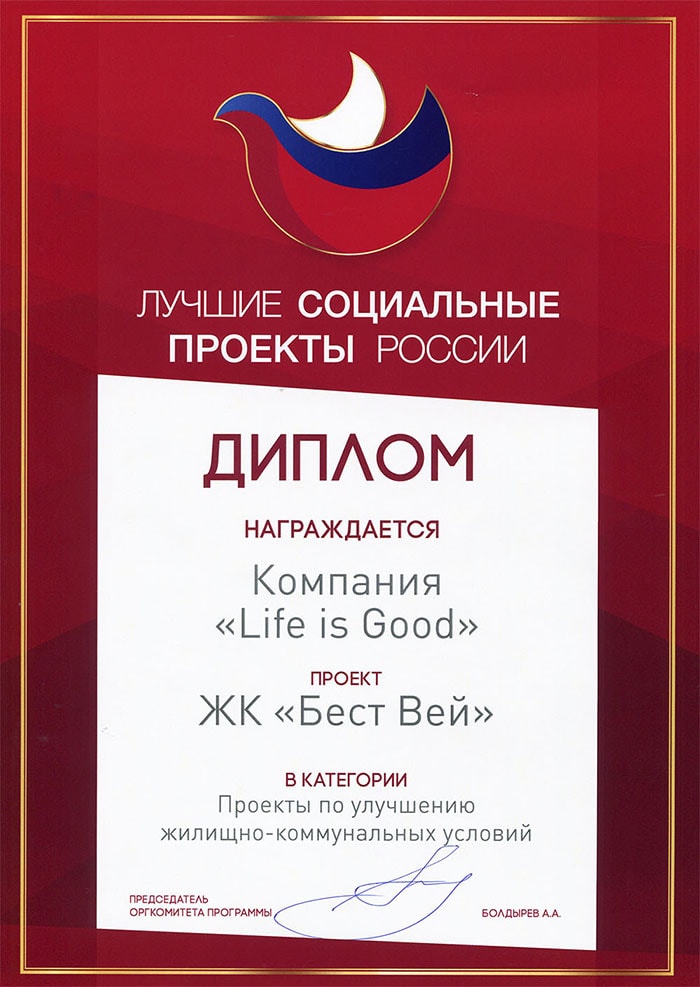 ЛУЧШИЕ СОЦИАЛЬНЫЕ
ПРОЕКТЫ РОССИИ
ДИПЛОМ
НАГРАЖДАЕТСЯ
Компания
«Life is Good»
ПРОЕКТ
ЖК «Бест Вей»
В КАТЕГОРИИ
Проекты по улучшению
жилищно-коммунальных условий
ПРЕДСЕДАТЕЛЬ
ОРГКОМИТЕТА ПРОГРАММЫ
БОЛДЫРЕВ А.А.